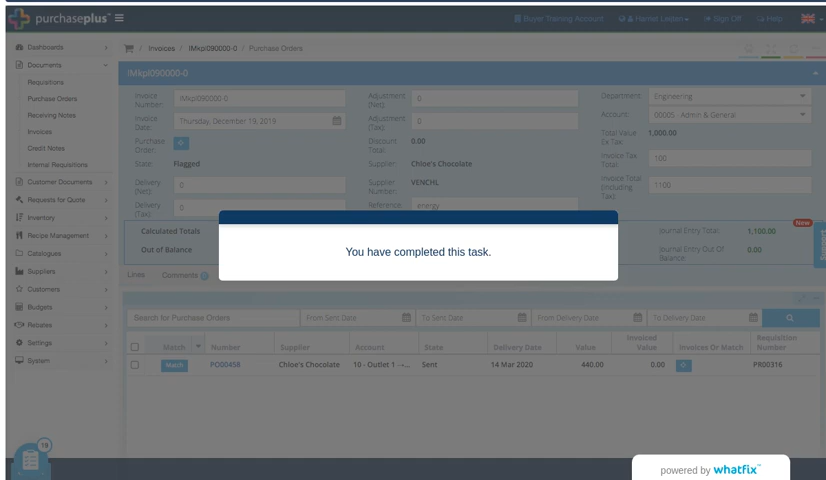 purchaseplus
Buyer Training Account
Sign Off
Help
Dashboards
Documents
Requisitions
Purchase Orders
Receiving Notes
Invoices
Credit Notes
Internal Requisitions
Customer Documents
Requests for Quote
Inventory
Recipe Management
Catalogues
Suppliers
Customers
Budgets
Rebates
Settings
System
19
/ Invoices / IMkpl090000-0 / Purchase Orders
IMkpl090000-0
Invoice Number: IMkpl090000-0
Invoice Date: Thursday, December 19, 2019
Purchase Order:
State: Flagged
Delivery (Net): 0
Delivery (Tax): 0
Adjustment (Net): 0
Adjustment (Tax): 0
Discount Total: 0.00
Supplier: Chloe's Chocolate
Supplier Number: VENCHL
Reference energy
Department Engineering
Account: 00005 - Admin & General
Total Value Ex Tax 1,000.00
Invoice Tax Total: 100
Invoice Total (Including Tax): 1100
Calculated Totals
Out of Balance
New
Journal Entry Total: 1,100.00
Journal Entry Out Of Balance 0.00
Support
You have completed this task.
Lines Comments
Search for Purchase Orders From Sent Date To Sent Date From Delivery Date To Delivery Date
Match Number Supplier Account State Delivery Date Value Invoiced Value Invoices Or Match Requisition Number
Match PO00458 Chloe's Chocolate 10 - Outlet 1 →... Sent 14 Mar 2020 440.00 0.00 PR00316
powered by whatfix